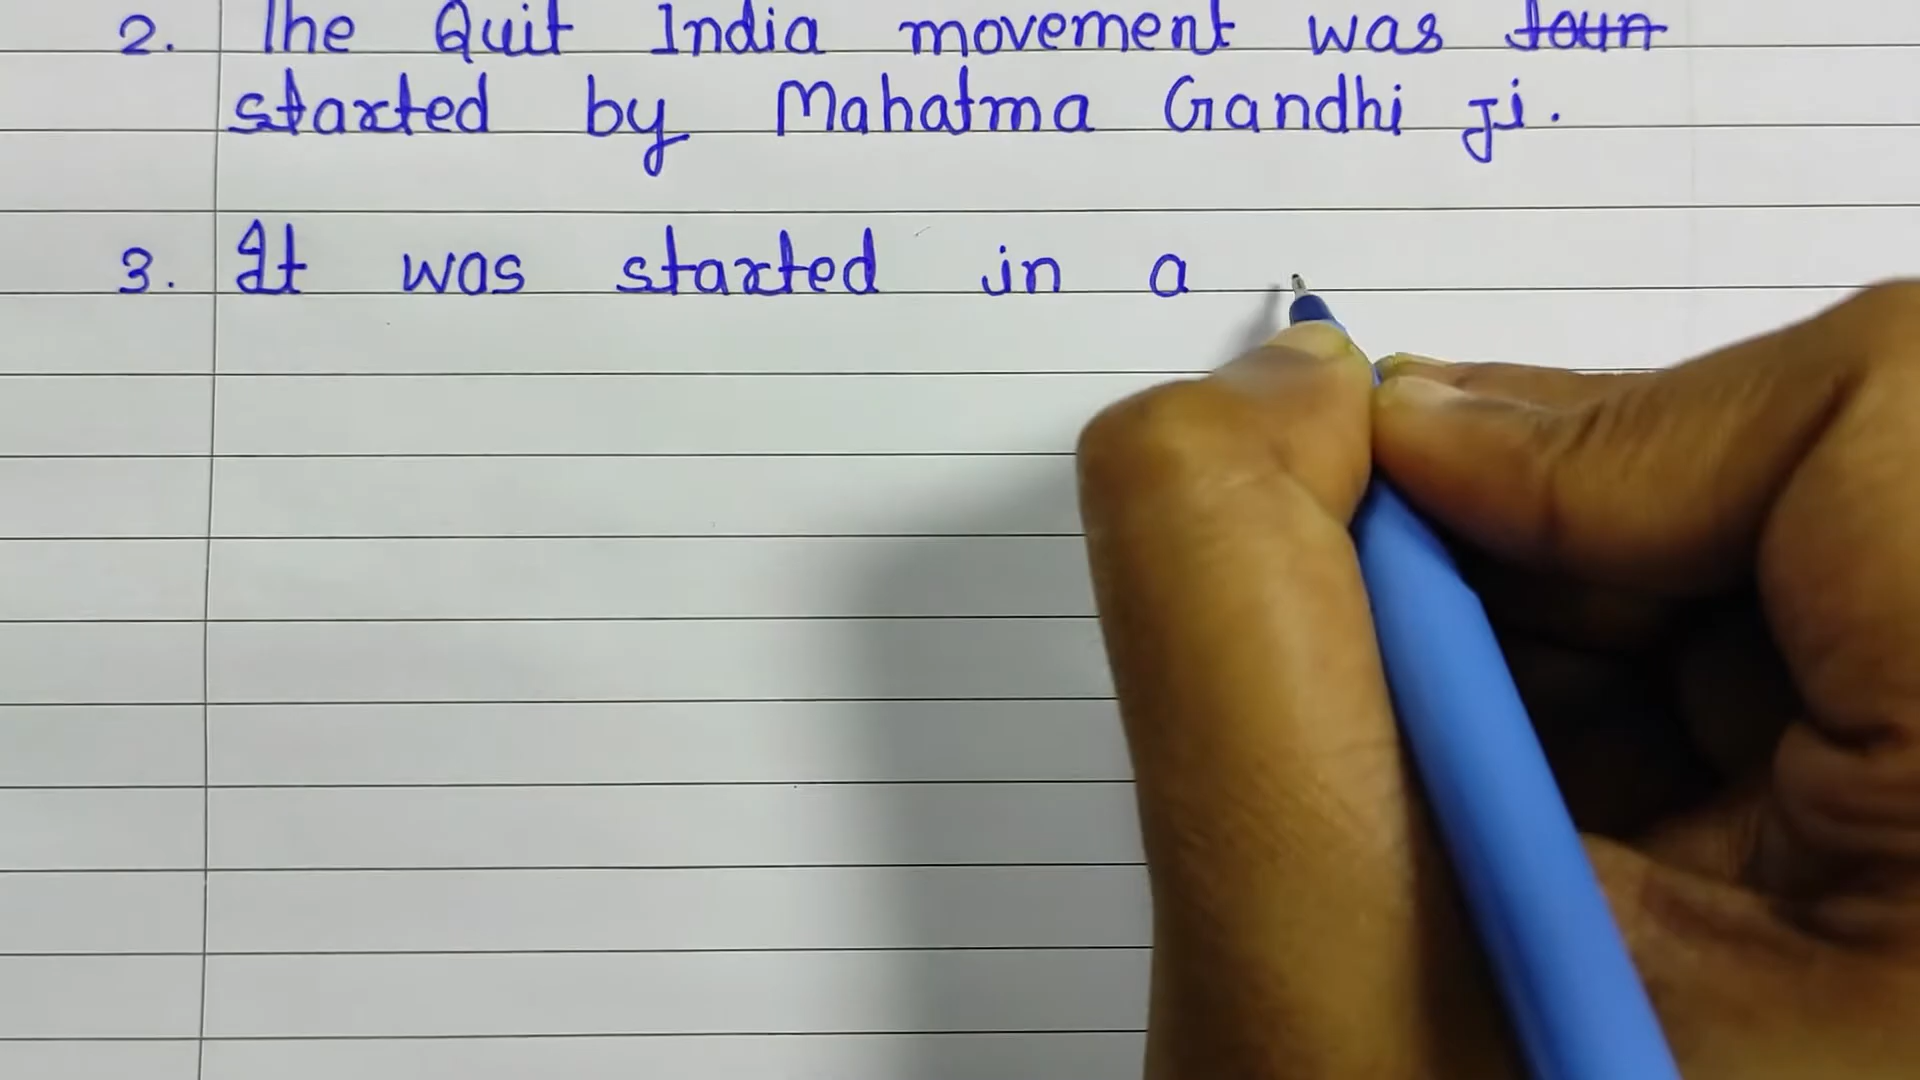 2. The Quit India movement was
started by Mahatma Gandhi Ji.
3. It was started in a